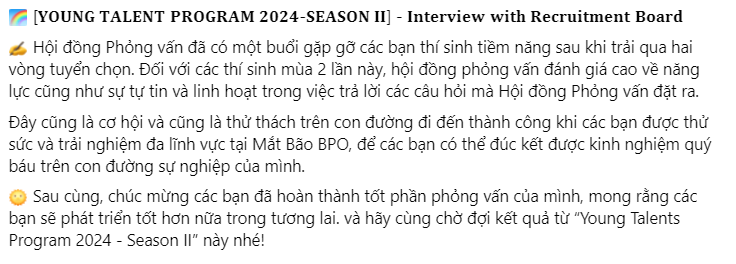 🌈 [YOUNG TALENT PROGRAM 2024-SEASON II] - Interview with Recruitment Board
✍️ Hội đồng Phỏng vấn đã có một buổi gặp gỡ các bạn thí sinh tiềm năng sau khi trải qua hai
vòng tuyển chọn. Đối với các thí sinh mùa 2 lần này, hội đồng phỏng vấn đánh giá cao về năng
lực cũng như sự tự tin và linh hoạt trong việc trả lời các câu hỏi mà Hội đồng Phỏng vấn đặt ra.
Đây cũng là cơ hội và cũng là thử thách trên con đường đi đến thành công khi các bạn được thử
sức và trải nghiệm đa lĩnh vực tại Mắt Bão BPO, để các bạn có thể đúc kết được kinh nghiệm quý
báu trên con đường sự nghiệp của mình.
😗 Sau cùng, chúc mừng các bạn đã hoàn thành tốt phần phỏng vấn của mình, mong rằng các
bạn sẽ phát triển tốt hơn nữa trong tương lai. và hãy cùng chờ đợi kết quả từ “Young Talents
Program 2024 - Season II” này nhé!